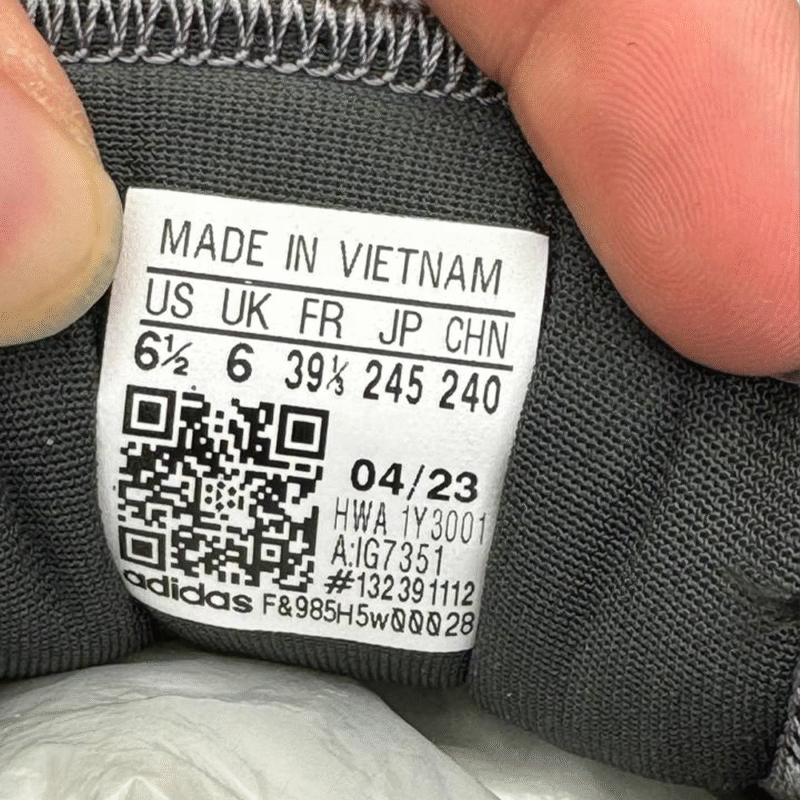 MADE IN VIETNAM
US UK FR JP CHN
6½ 6 39⅓ 245 240
04/23
HWA 1Y3001
A:IG7351
#132391112
adidas F&985H5w00028